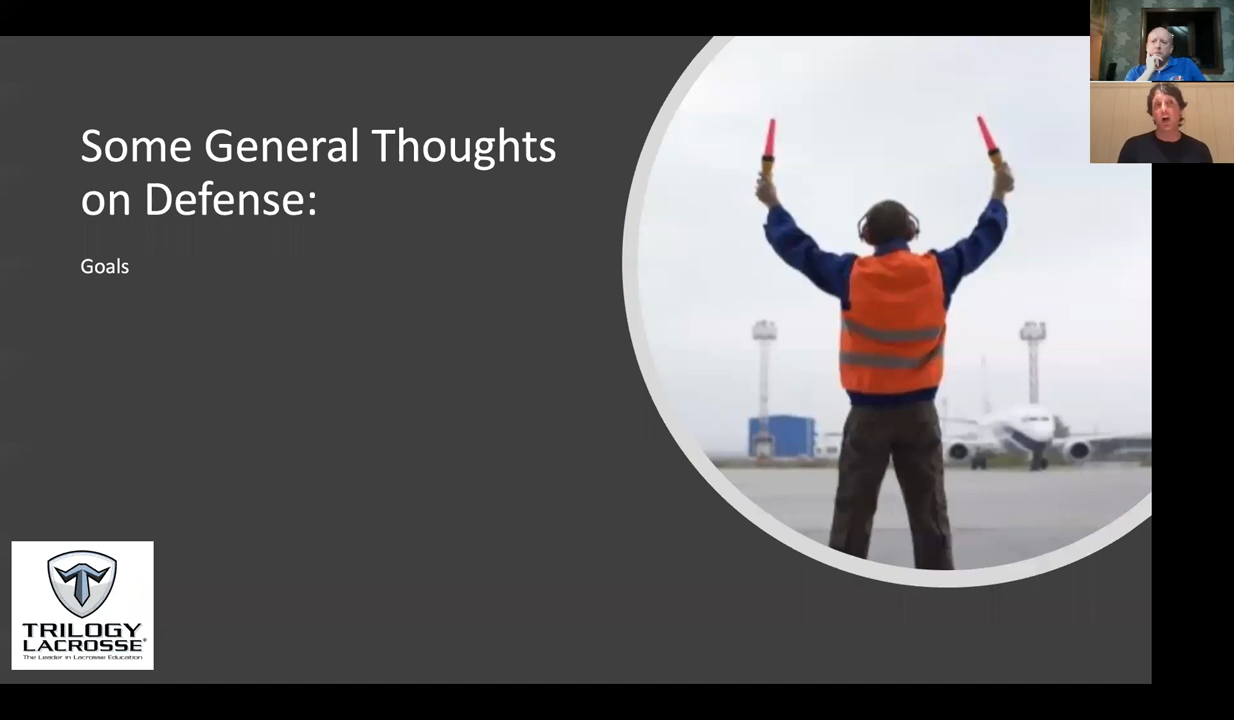 Some General Thoughts
on Defense:
Goals
TRILOGY
LACROSSE®
The Leader in Lacrosse Education